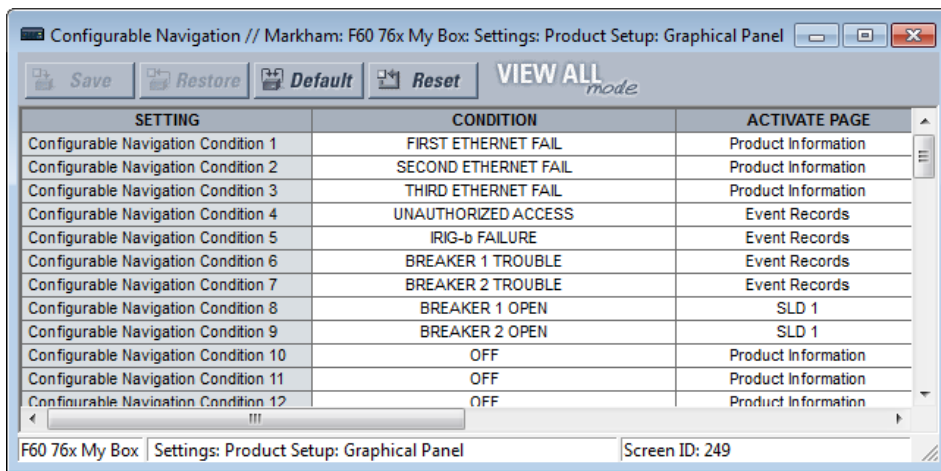 Configurable Navigation // Markham: F60 76x My Box: Settings: Product Setup: Graphical Panel
Save Restore Default Reset VIEW ALL mode
SETTING CONDITION ACTIVATE PAGE
Configurable Navigation Condition 1 FIRST ETHERNET FAIL Product Information
Configurable Navigation Condition 2 SECOND ETHERNET FAIL Product Information
Configurable Navigation Condition 3 THIRD ETHERNET FAIL Product Information
Configurable Navigation Condition 4 UNAUTHORIZED ACCESS Event Records
Configurable Navigation Condition 5 IRIG-b FAILURE Event Records
Configurable Navigation Condition 6 BREAKER 1 TROUBLE Event Records
Configurable Navigation Condition 7 BREAKER 2 TROUBLE Event Records
Configurable Navigation Condition 8 BREAKER 1 OPEN SLD 1
Configurable Navigation Condition 9 BREAKER 2 OPEN SLD 1
Configurable Navigation Condition 10 OFF Product Information
Configurable Navigation Condition 11 OFF Product Information
Configurable Navigation Condition 12 OFF Product Information
F60 76x My Box Settings: Product Setup: Graphical Panel Screen ID: 249